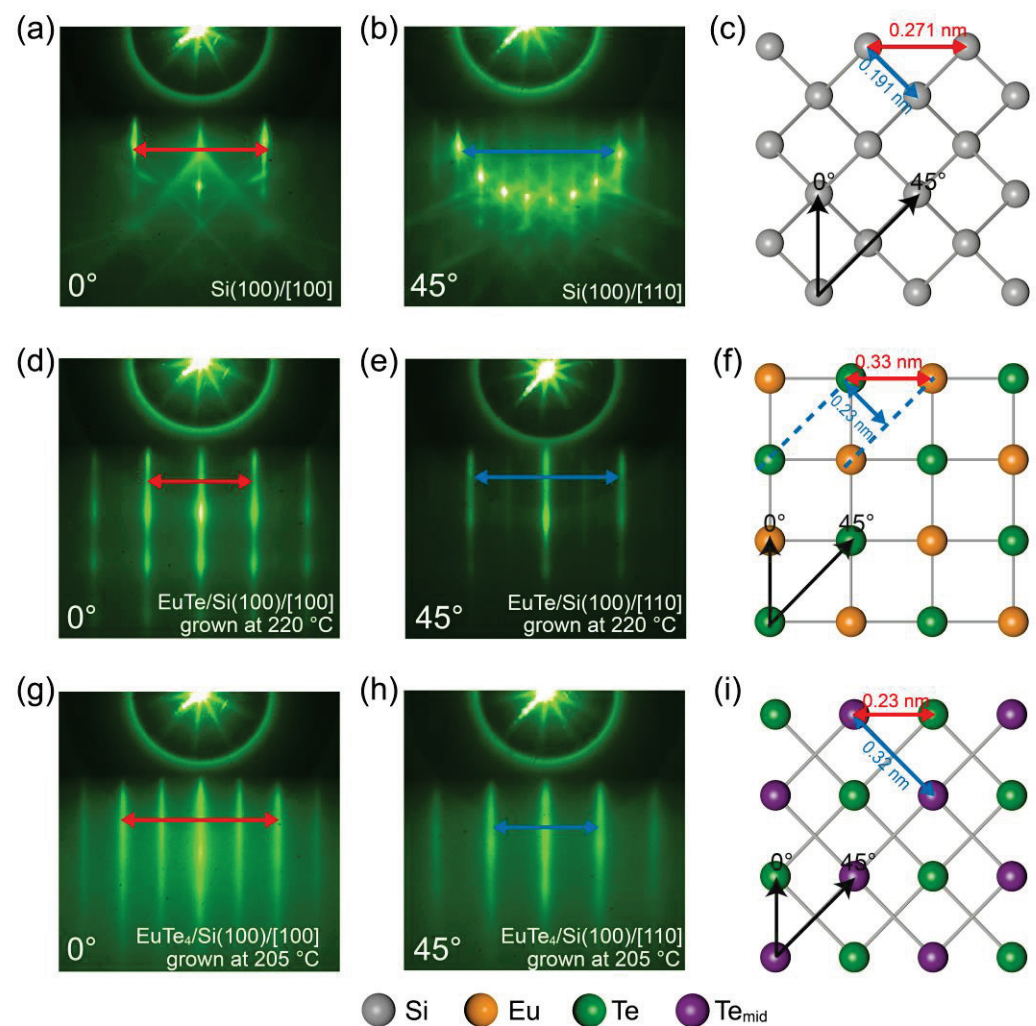 (a)
(b)
(c)
0.271 nm
0.191 nm
0°
45°
0°
Si(100)/[100]
45°
Si(100)/[110]
(d)
(e)
(f)
0.33 nm
0.23 nm
0°
45°
0°
EuTe/Si(100)/[100]
grown at 220 °C
45°
EuTe/Si(100)/[110]
grown at 220 °C
(g)
(h)
(i)
0.23 nm
0.32 nm
0°
45°
0°
EuTe₄/Si(100)/[100]
grown at 205 °C
45°
EuTe₄/Si(100)/[110]
grown at 205 °C
Si Eu Te Te_mid